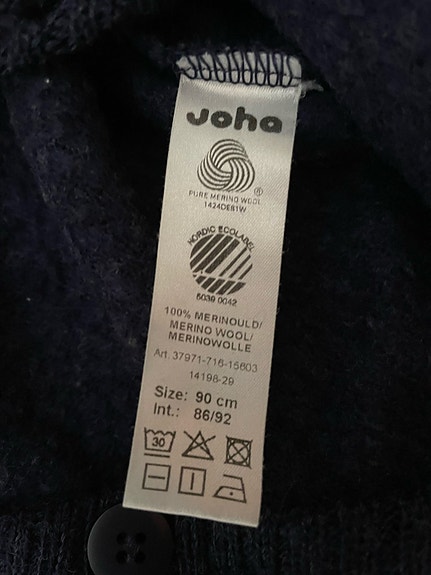 Joha
PURE MERINO WOOL
®
1424DE81W
NORDIC ECOLABEL
5039 0042
100% MERINOULD/
MERINO WOOL/
MERINOWOLLE
Art. 37971-716-15603
14198-29
Size: 90 cm
Int.: 86/92
30